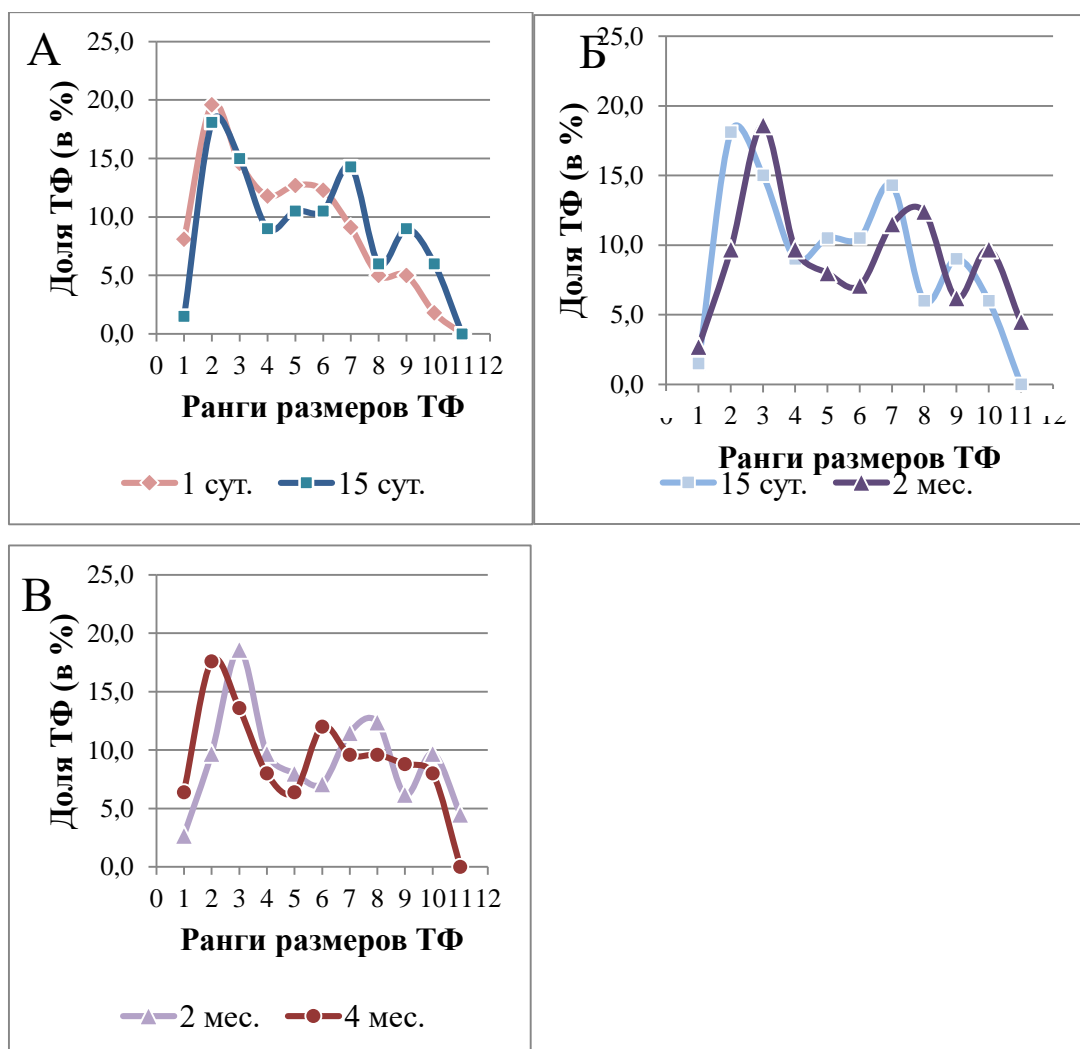 А
Доля ТФ (в %)
25,0
20,0
15,0
10,0
5,0
0,0
0 1 2 3 4 5 6 7 8 9 10 11 12
Ранги размеров ТФ
1 сут. 15 сут.
Б
Доля ТФ (в %)
25,0
20,0
15,0
10,0
5,0
0,0
0 1 2 3 4 5 6 7 8 9 10 11 12
Ранги размеров ТФ
15 сут. 2 мес.
В
Доля ТФ (в %)
25,0
20,0
15,0
10,0
5,0
0,0
0 1 2 3 4 5 6 7 8 9 10 11 12
Ранги размеров ТФ
2 мес. 4 мес.